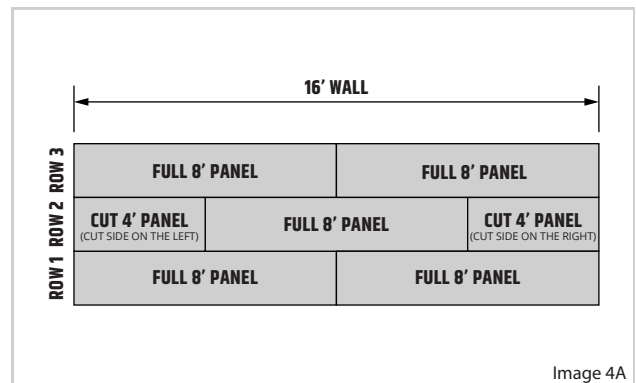 16′ WALL
ROW 3
FULL 8′ PANEL
FULL 8′ PANEL
ROW 2
CUT 4′ PANEL
(CUT SIDE ON THE LEFT)
FULL 8′ PANEL
CUT 4′ PANEL
(CUT SIDE ON THE RIGHT)
ROW 1
FULL 8′ PANEL
FULL 8′ PANEL
Image 4A